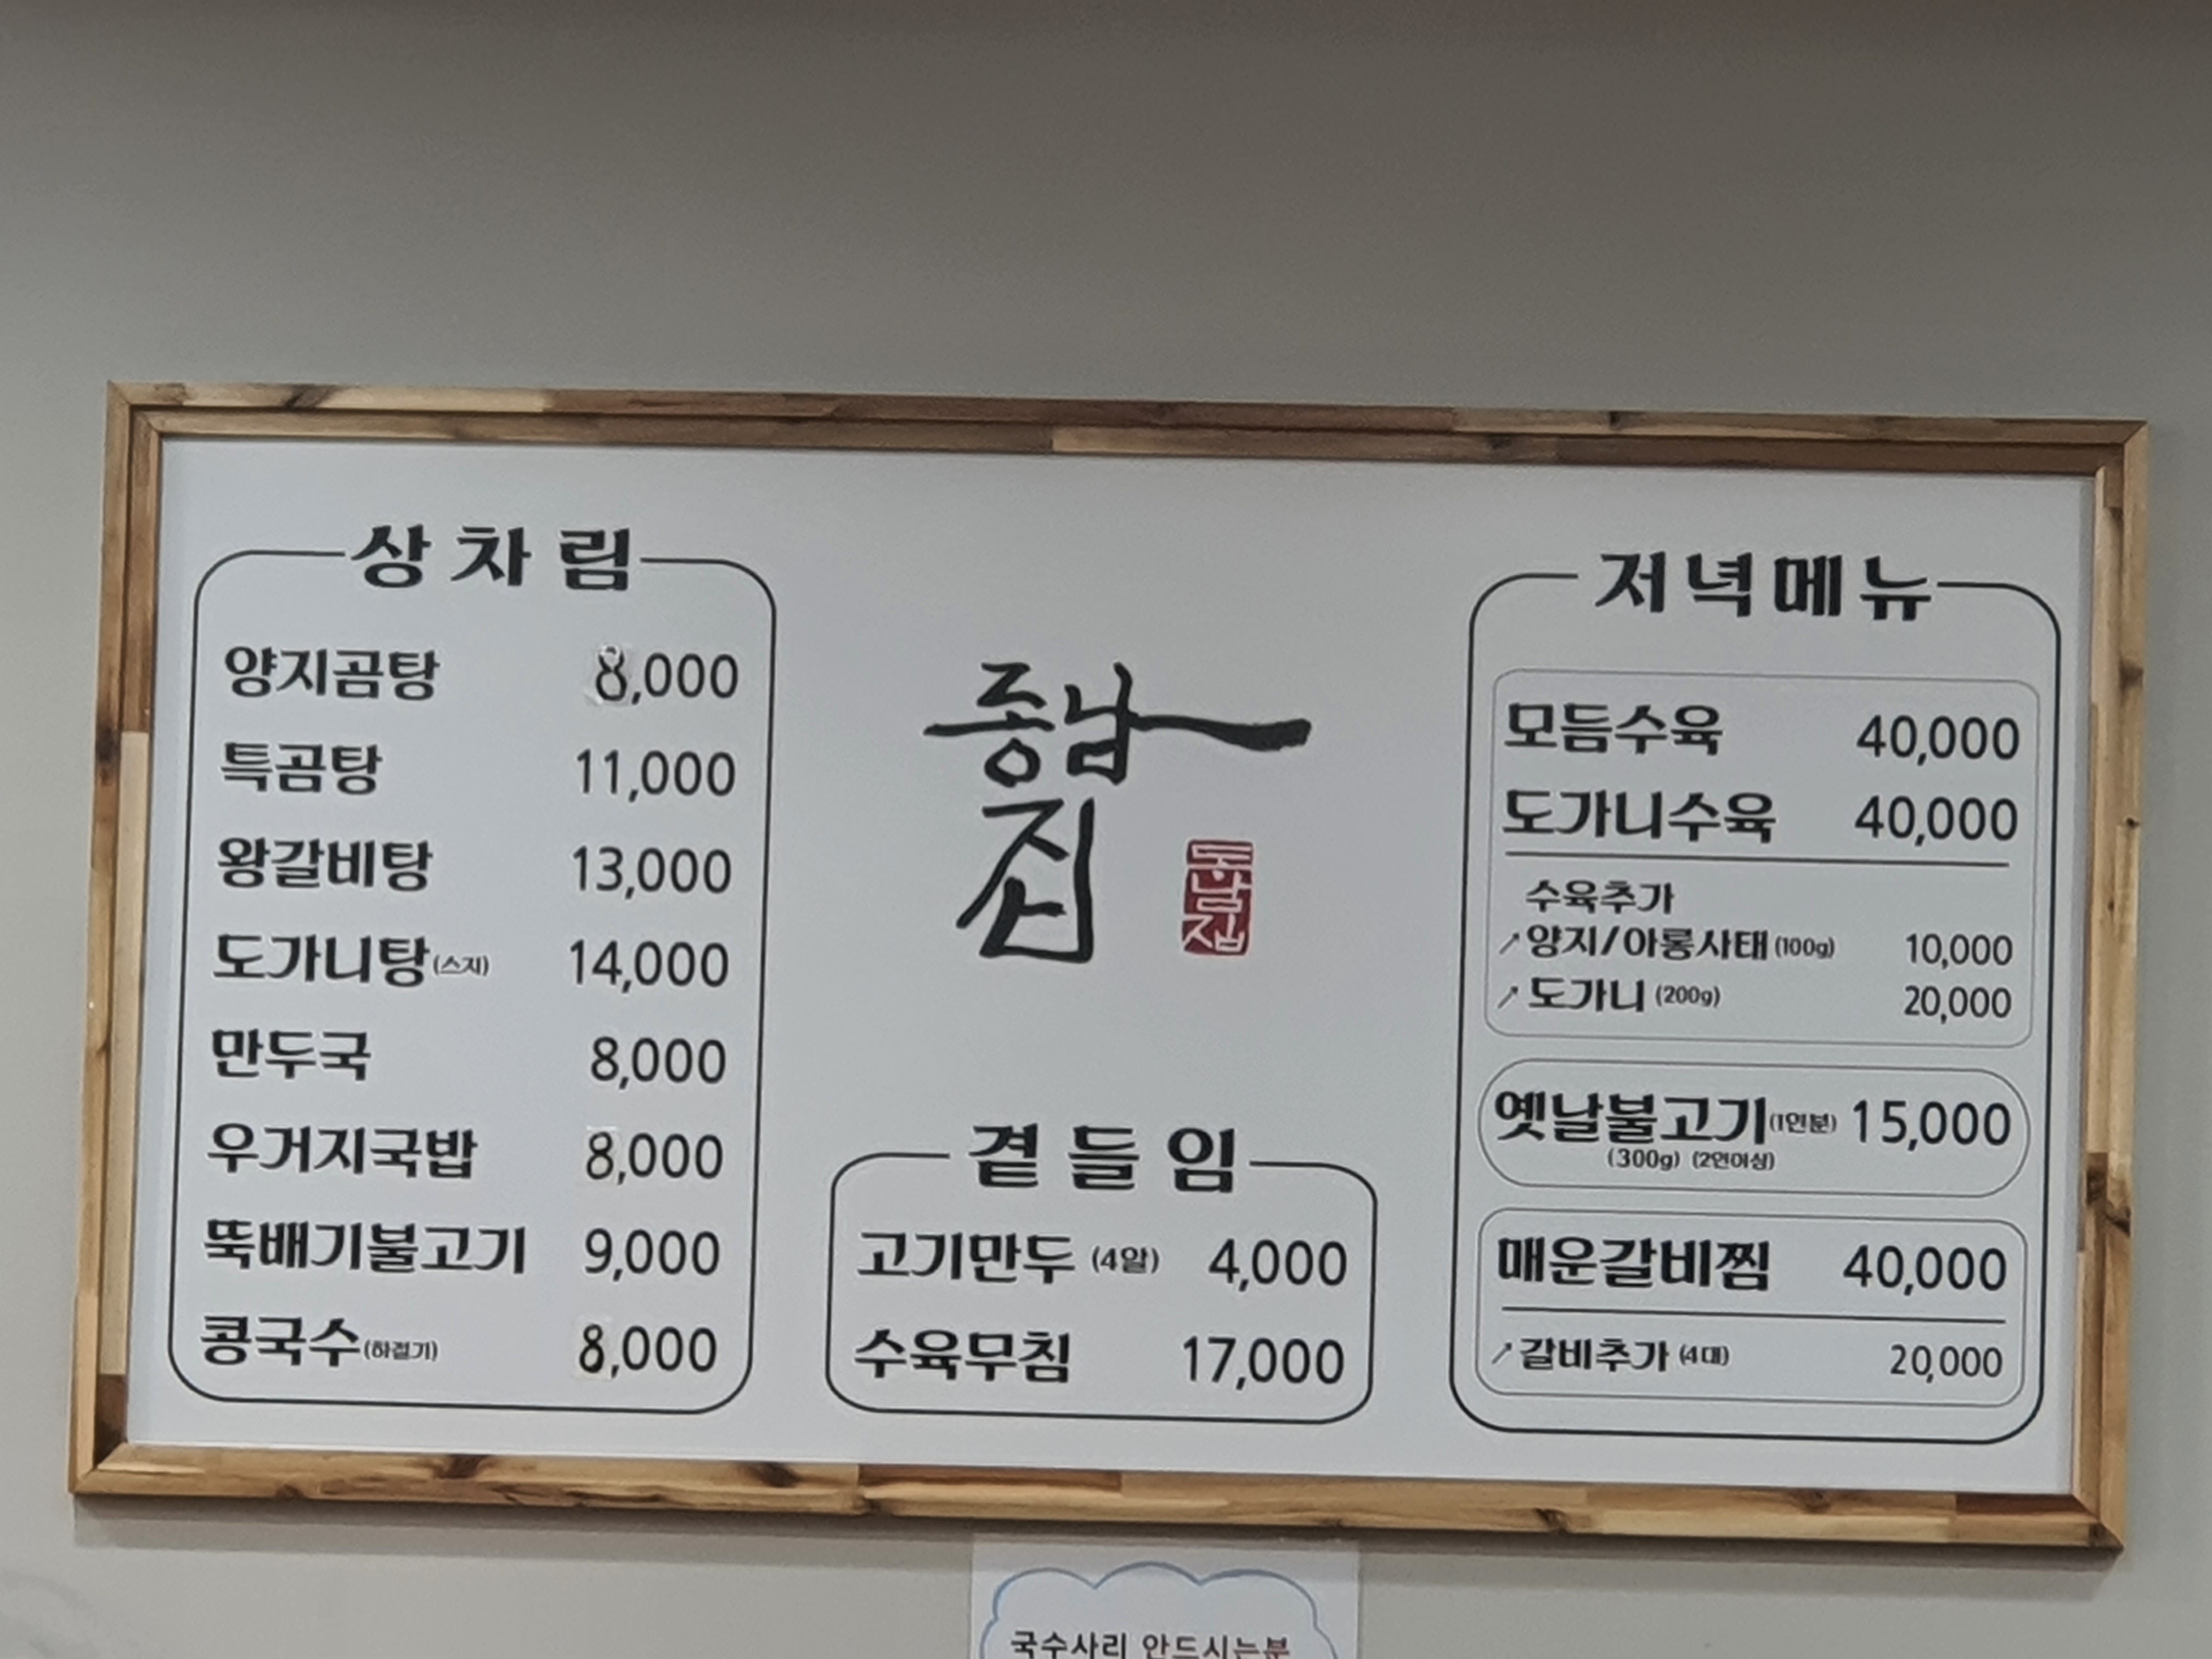 상차림
양지곰탕 8,000
특곰탕 11,000
왕갈비탕 13,000
도가니탕(스지) 14,000
만두국 8,000
우거지국밥 8,000
뚝배기불고기 9,000
콩국수(하절기) 8,000
종남
집
곁들임
고기만두 (4알) 4,000
수육무침 17,000
저녁메뉴
모듬수육 40,000
도가니수육 40,000
수육추가
↗양지/아롱사태(100g) 10,000
↗도가니 (200g) 20,000
옛날불고기(1인분) 15,000
(300g) (2인이상)
매운갈비찜 40,000
↗갈비추가 (4대) 20,000
국수사리 안드시는분